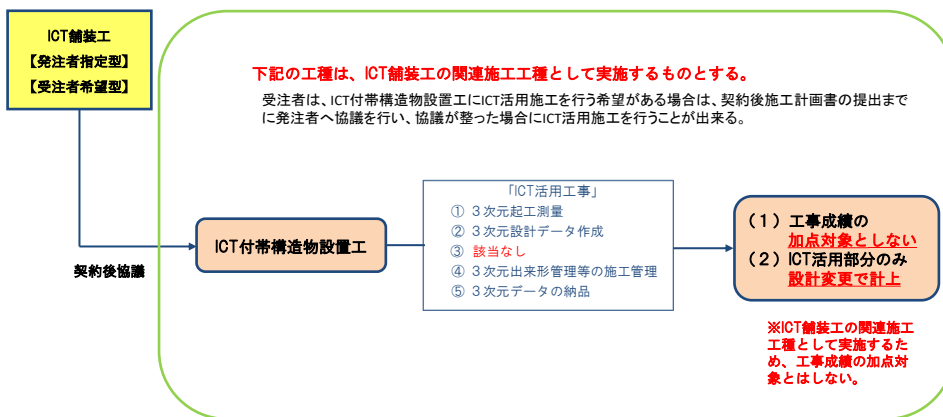 ICT舗装工
【発注者指定型】
【受注者希望型】
下記の工種は、ICT舗装工の関連施工工種として実施するものとする。
受注者は、ICT付帯構造物設置工にICT活用施工を行う希望がある場合は、契約後施工計画書の提出まで
に発注者へ協議を行い、協議が整った場合にICT活用施工を行うことが出来る。
契約後協議
ICT付帯構造物設置工
「ICT活用工事」
① 3次元起工測量
② 3次元設計データ作成
③ 該当なし
④ 3次元出来形管理等の施工管理
⑤ 3次元データの納品
(1)工事成績の
加点対象としない
(2)ICT活用部分のみ
設計変更で計上
※ICT舗装工の関連施工
工種として実施するた
め、工事成績の加点対
象とはしない。